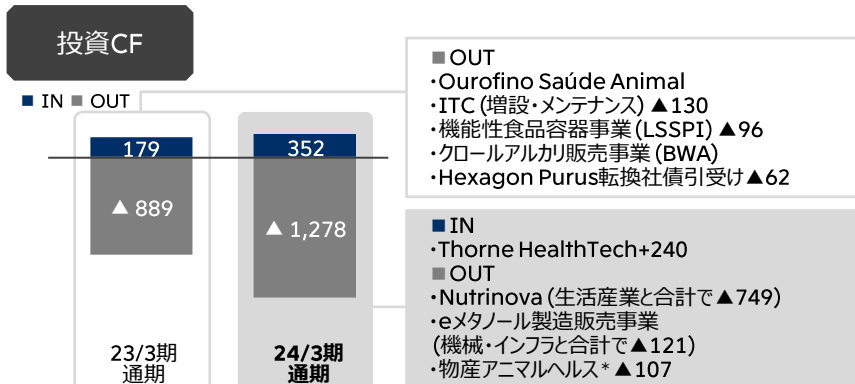 投資CF
■ IN ■ OUT
179
▲ 889
23/3期
通期
352
▲ 1,278
24/3期
通期
■ OUT
・Ourofino Saúde Animal
・ITC (増設・メンテナンス) ▲130
・機能性食品容器事業 (LSSPI) ▲96
・クロールアルカリ販売事業 (BWA)
・Hexagon Purus転換社債引受け▲62
■ IN
・Thorne HealthTech+240
■ OUT
・Nutrinova (生活産業と合計で▲749)
・eメタノール製造販売事業
(機械・インフラと合計で▲121)
・物産アニマルヘルス* ▲107